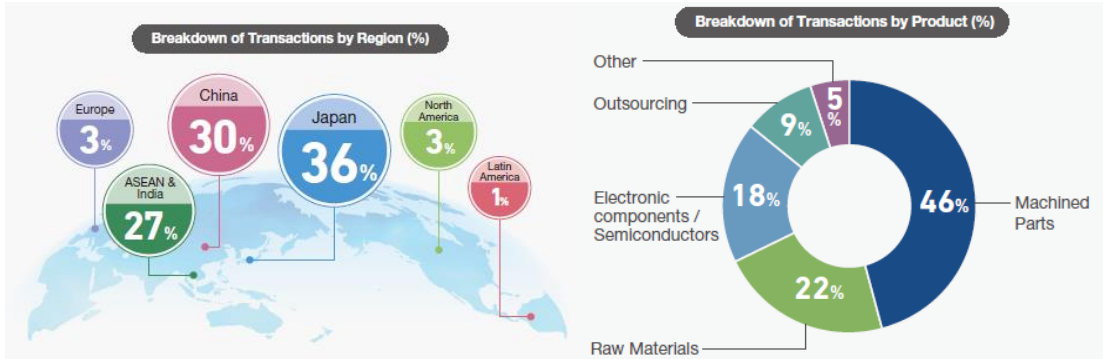 Breakdown of Transactions by Region (%)
Europe
3%
China
30%
Japan
36%
North
America
3%
Latin
America
1%
ASEAN &
India
27%
Breakdown of Transactions by Product (%)
Other
5
%
Outsourcing
9%
Electronic
components /
Semiconductors
18%
46%
Machined
Parts
22%
Raw Materials